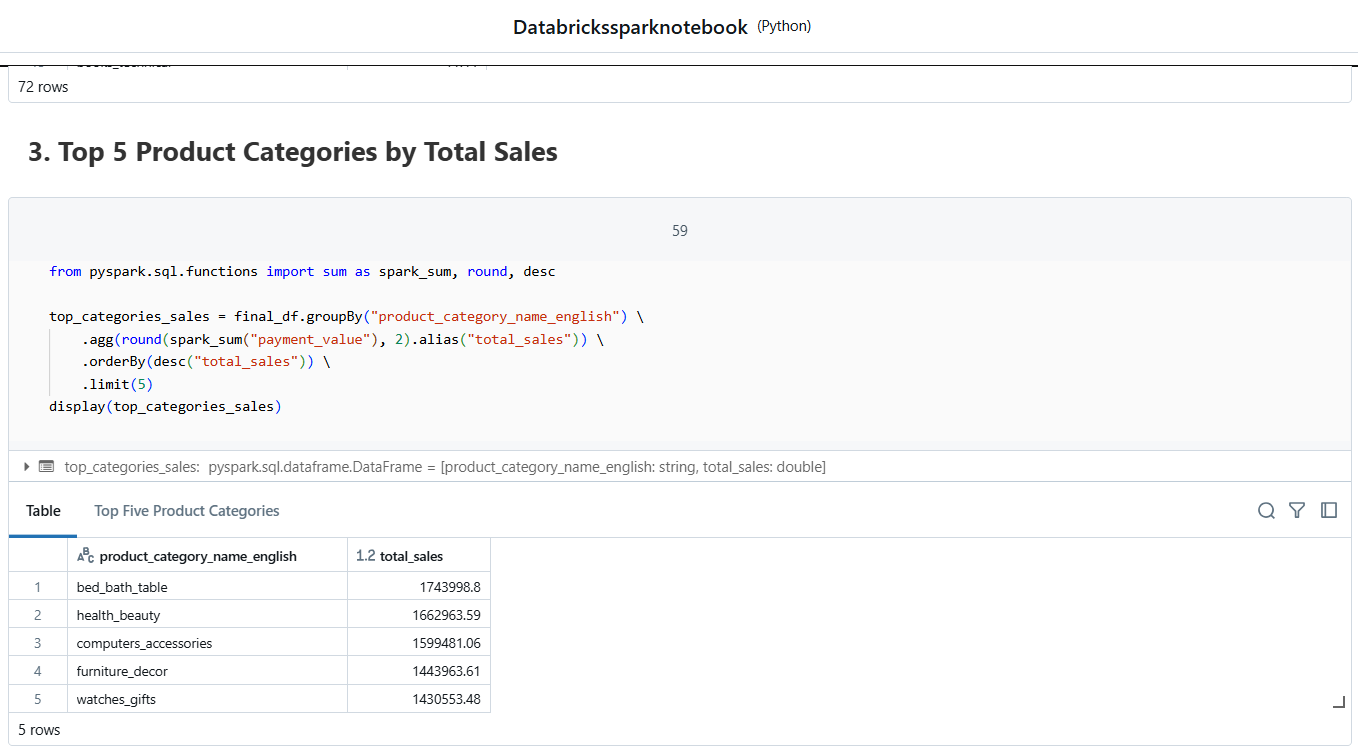 Databrickssparknotebook (Python)
72 rows
3. Top 5 Product Categories by Total Sales
59
from pyspark.sql.functions import sum as spark_sum, round, desc
top_categories_sales = final_df.groupBy("product_category_name_english") \
.agg(round(spark_sum("payment_value"), 2).alias("total_sales")) \
.orderBy(desc("total_sales")) \
.limit(5)
display(top_categories_sales)
top_categories_sales: pyspark.sql.dataframe.DataFrame = [product_category_name_english: string, total_sales: double]
Table Top Five Product Categories
ABC product_category_name_english 1.2 total_sales
1 bed_bath_table 1743998.8
2 health_beauty 1662963.59
3 computers_accessories 1599481.06
4 furniture_decor 1443963.61
5 watches_gifts 1430553.48
5 rows